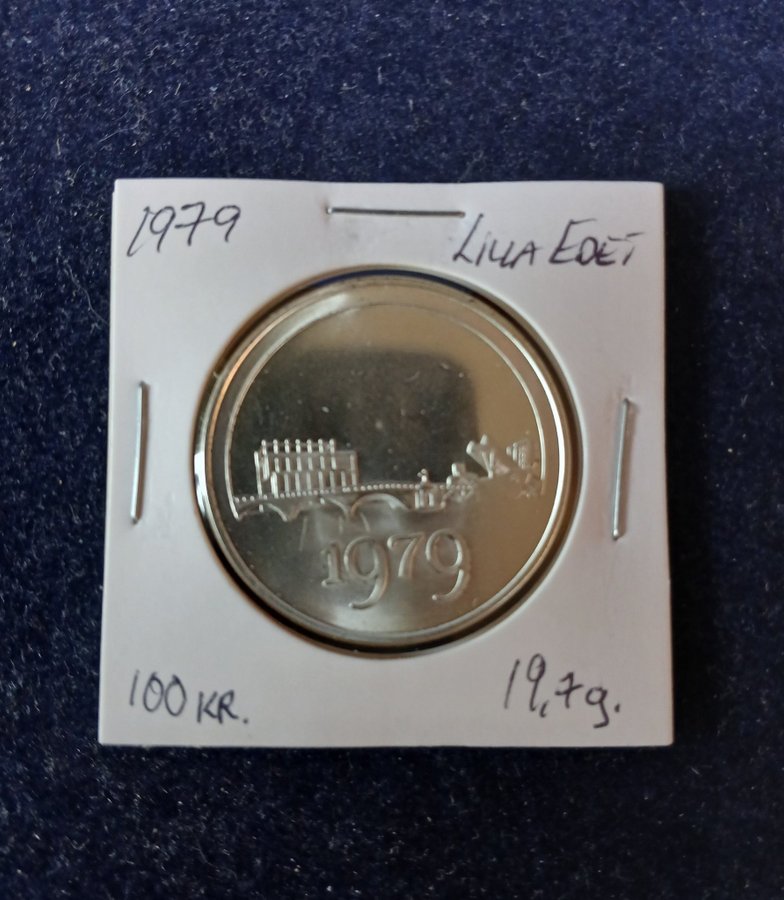 1979
LILLA EDET
1979
100 KR.
19,7g.